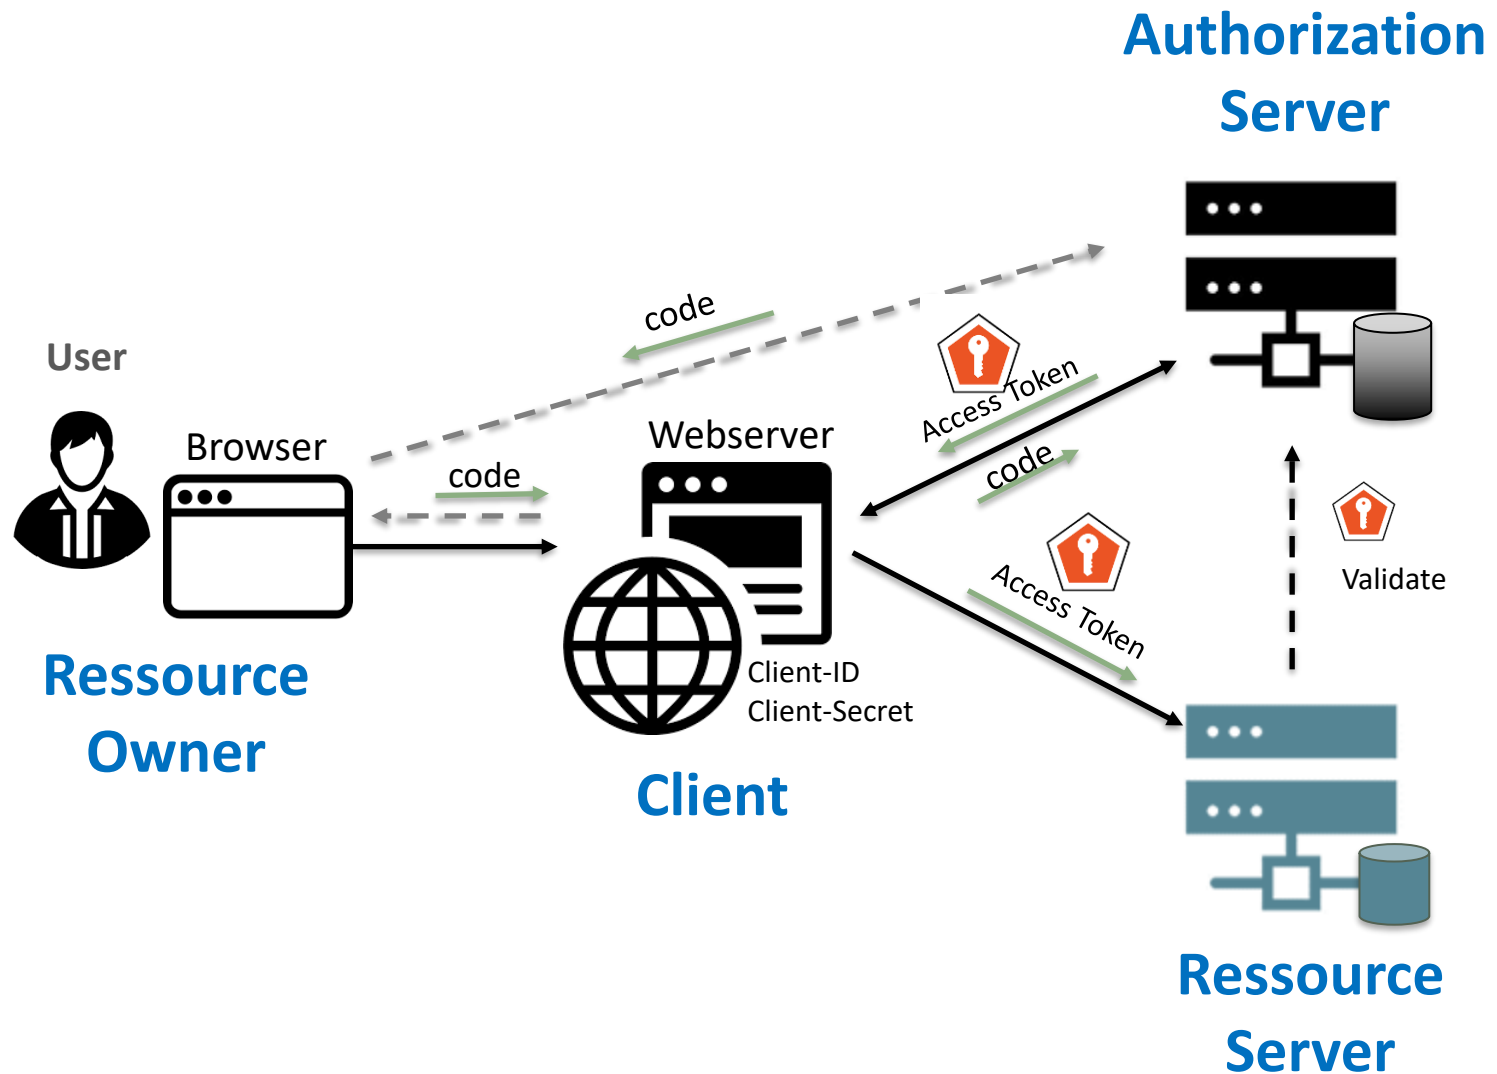 Authorization
Server
code
User
Access Token
Browser
Webserver
code
code
Validate
Access Token
Ressource
Owner
Client-ID
Client-Secret
Client
Ressource
Server